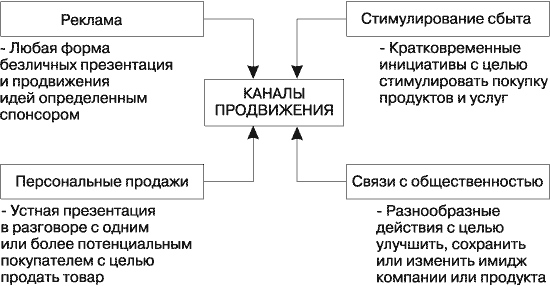 Реклама
- Любая форма
безличных презентация
и продвижения
идей определенным
спонсором
Стимулирование сбыта
- Кратковременные
инициативы с целью
стимулировать покупку
продуктов и услуг
КАНАЛЫ
ПРОДВИЖЕНИЯ
Персональные продажи
- Устная презентация
в разговоре с одним
или более потенциальным
покупателем с целью
продать товар
Связи с общественностью
- Разнообразные
действия с целью
улучшить, сохранить
или изменить имидж
компании или продукта